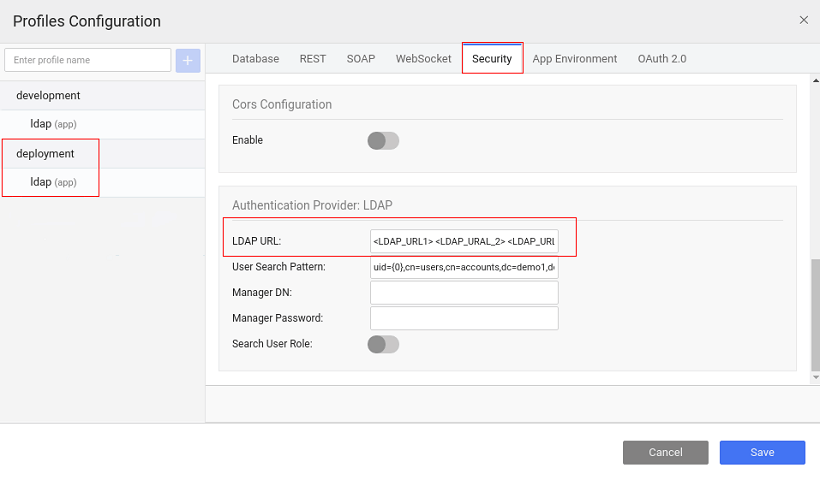 Profiles Configuration
Enter profile name
+
development
ldap (app)
deployment
ldap (app)
Database REST SOAP WebSocket Security App Environment OAuth 2.0
Cors Configuration
Enable
Authentication Provider: LDAP
LDAP URL: <LDAP_URL1> <LDAP_URAL_2> <LDAP_URL
User Search Pattern: uid={0},cn=users,cn=accounts,dc=demo1,d
Manager DN:
Manager Password:
Search User Role:
Cancel Save